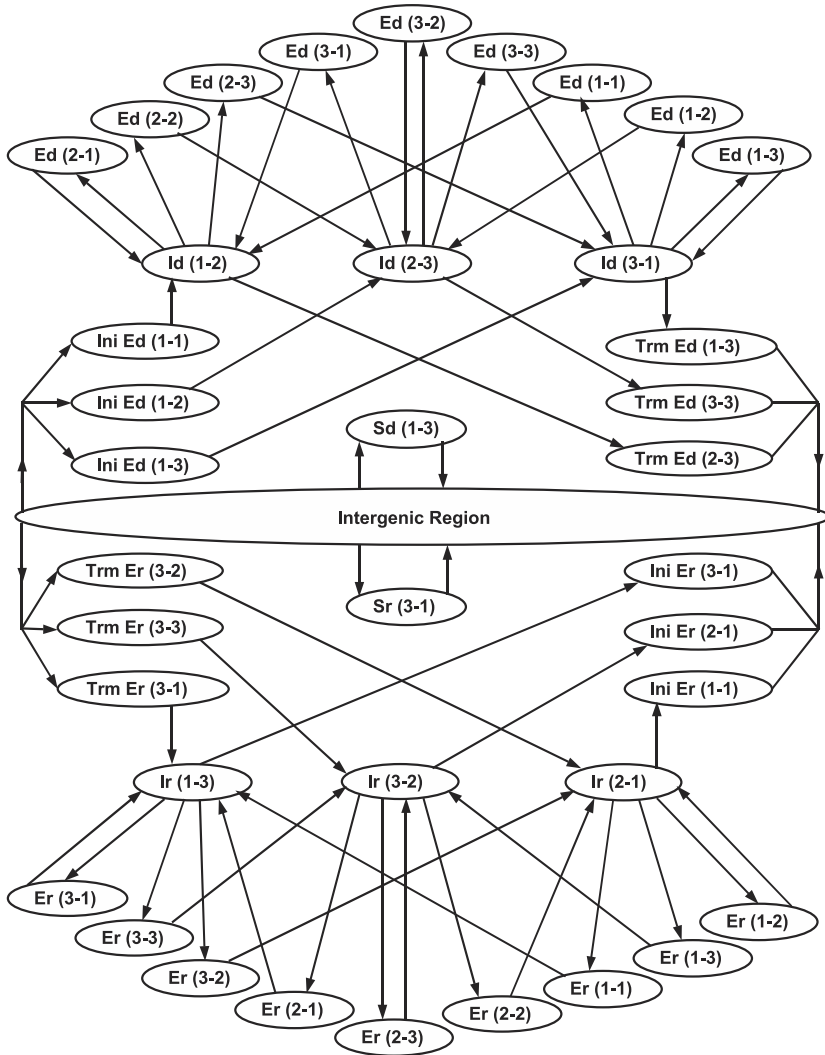 Ed (3-2)
Ed (3-1)
Ed (3-3)
Ed (2-3)
Ed (1-1)
Ed (2-2)
Ed (1-2)
Ed (2-1)
Ed (1-3)
Id (1-2)
Id (2-3)
Id (3-1)
Ini Ed (1-1)
Trm Ed (1-3)
Ini Ed (1-2)
Trm Ed (3-3)
Sd (1-3)
Ini Ed (1-3)
Trm Ed (2-3)
Intergenic Region
Trm Er (3-2)
Ini Er (3-1)
Sr (3-1)
Trm Er (3-3)
Ini Er (2-1)
Trm Er (3-1)
Ini Er (1-1)
Ir (1-3)
Ir (3-2)
Ir (2-1)
Er (3-1)
Er (1-2)
Er (3-3)
Er (1-3)
Er (3-2)
Er (1-1)
Er (2-1)
Er (2-2)
Er (2-3)